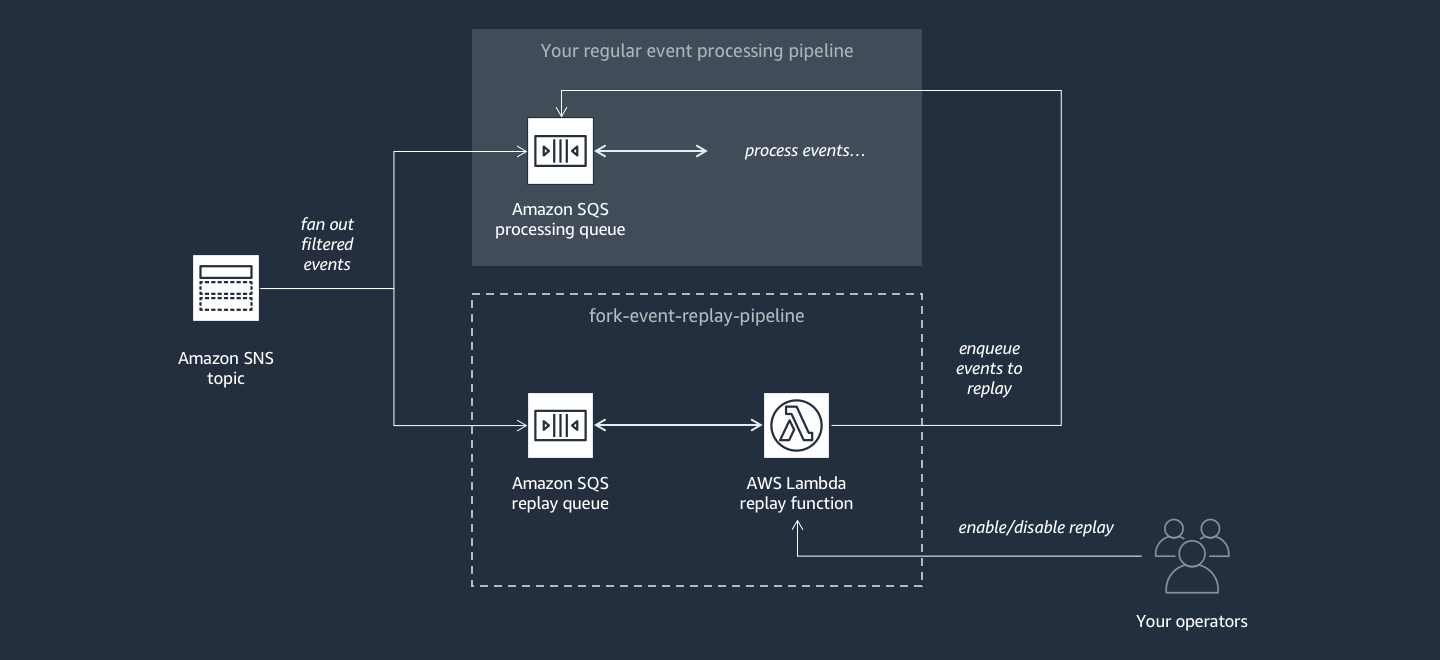 Your regular event processing pipeline
process events...
Amazon SQS
processing queue
fan out
filtered
events
Amazon SNS
topic
fork-event-replay-pipeline
enqueue
events to
replay
Amazon SQS
replay queue
AWS Lambda
replay function
enable/disable replay
Your operators